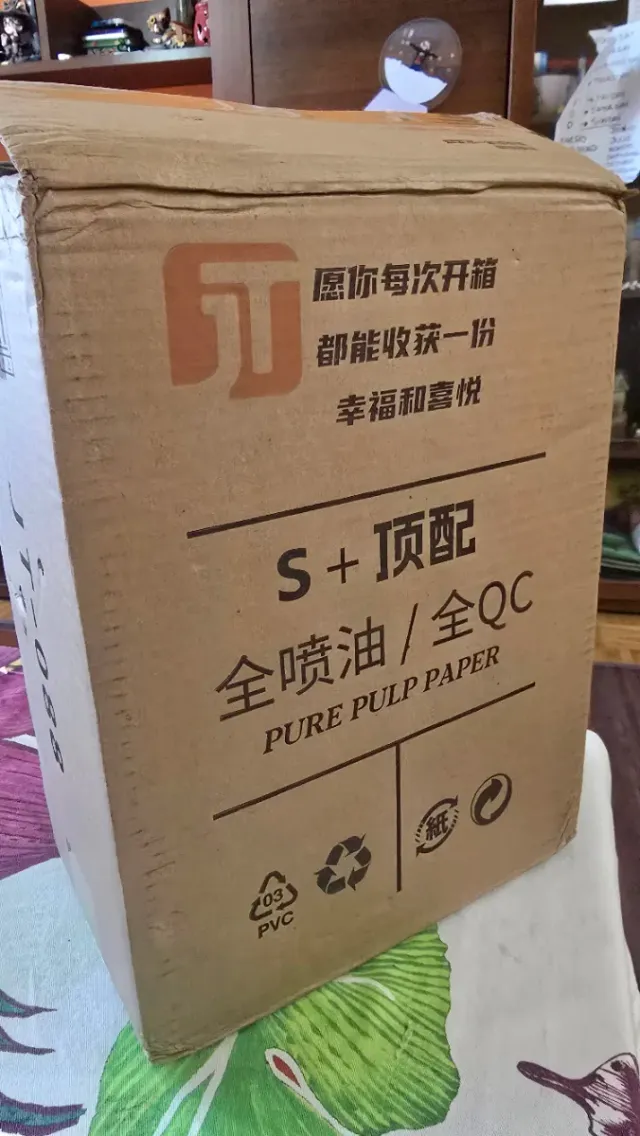 愿你每次开箱
都能收获一份
幸福和喜悦
S + 顶配
全喷油 / 全QC
PURE PULP PAPER
03
PVC
紙